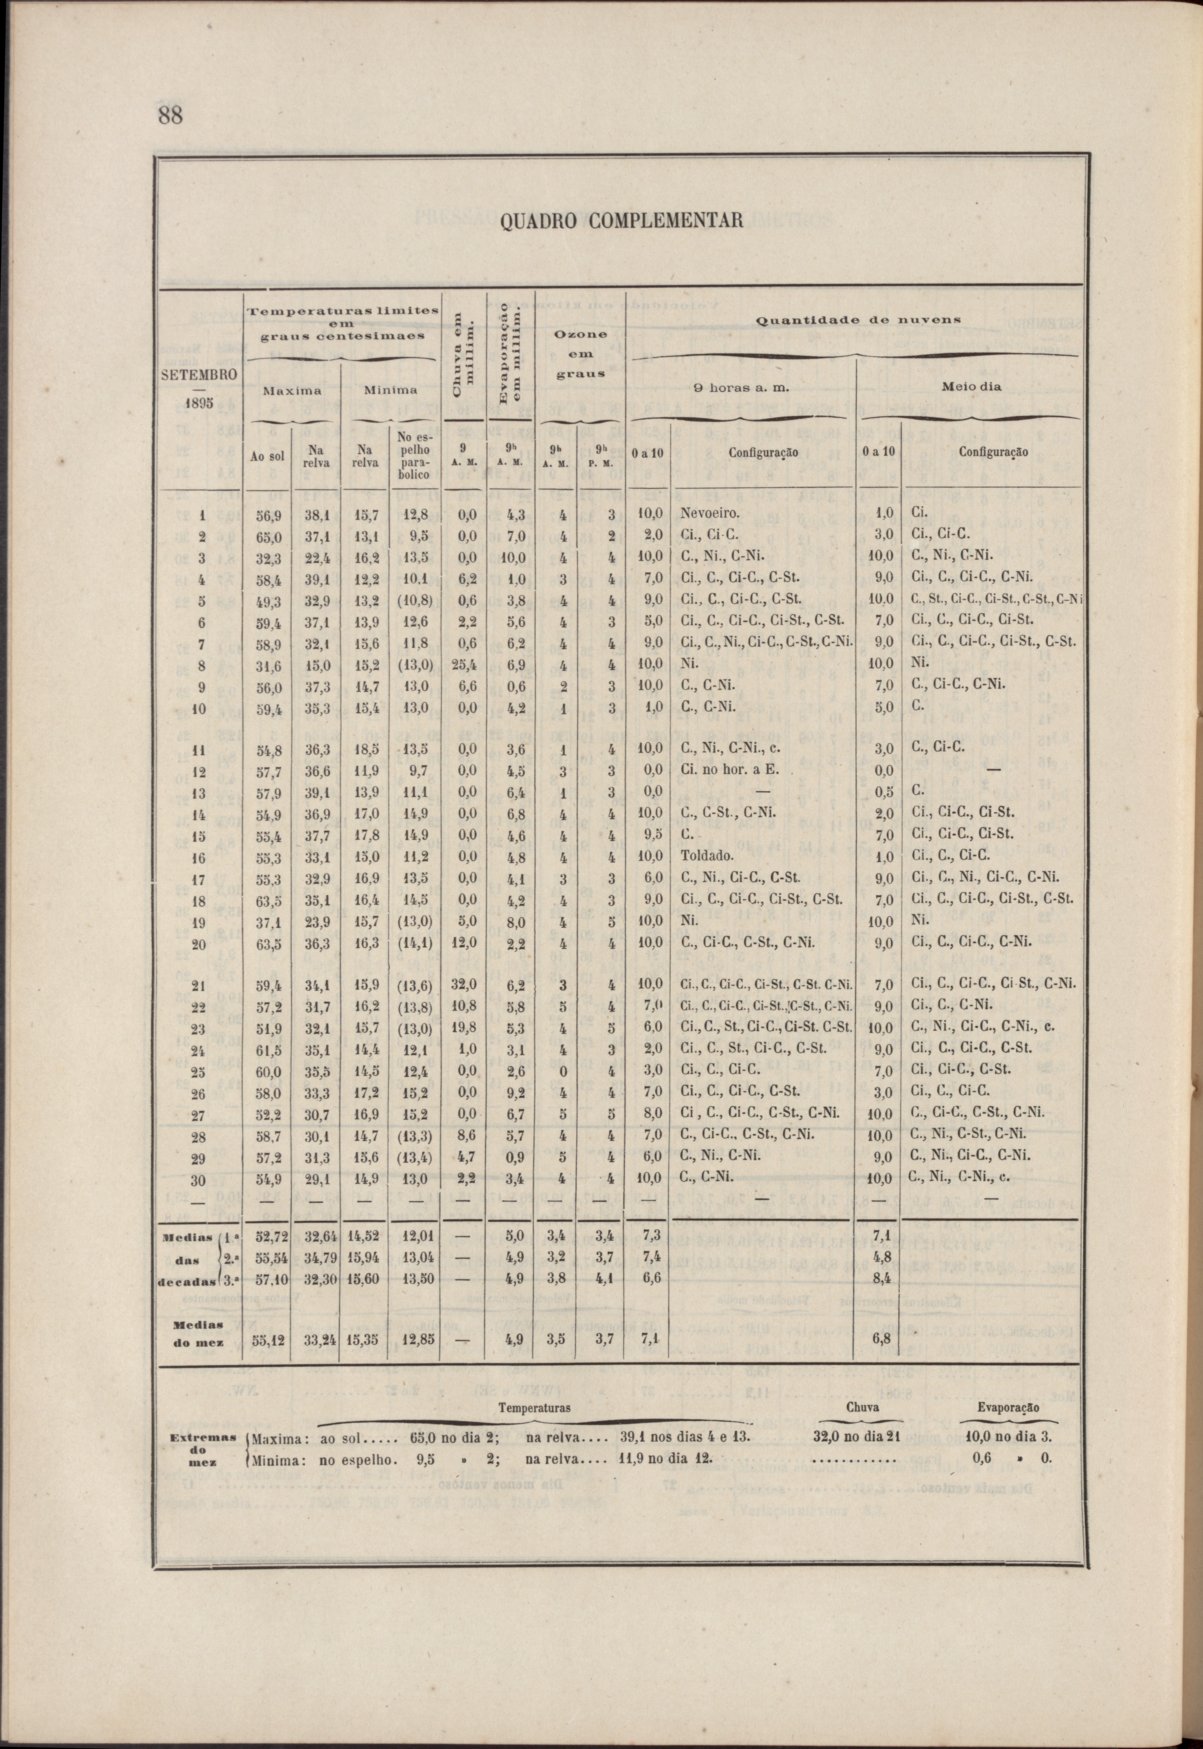 88
QUADRO COMPLEMENTAR
SETEMBRO
—
1895
Temperaturas limites
em
graus centesimaes
Chuva em
millim.
Evaporação
em millim.
Ozone
em
graus
Quantidade de nuvens
Maxima
Minima
9 horas a. m.
Meio dia
Ao sol
Na
relva
Na
relva
No es-
pelho
para-
bolico
9
A. M.
9h
A. M.
9h
A. M.
9h
P. M.
0 a 10
Configuração
0 a 10
Configuração
1 56,9 38,1 15,7 12,8 0,0 4,3 4 3 10,0 Nevoeiro. 1,0 Ci.
2 65,0 37,1 13,1 9,5 0,0 7,0 4 2 2,0 Ci., Ci-C. 3,0 Ci., Ci-C.
3 32,3 22,4 16,2 13,5 0,0 10,0 4 4 10,0 C., Ni., C-Ni. 10,0 C., Ni., C-Ni.
4 58,4 39,1 12,2 10,1 6,2 1,0 3 4 7,0 Ci., C., Ci-C., C-St. 9,0 Ci., C., Ci-C., C-Ni.
5 49,3 32,9 13,2 (10,8) 0,6 3,8 4 4 9,0 Ci., C., Ci-C., C-St. 10,0 C., St., Ci-C., Ci-St., C-St., C-Ni
6 59,4 37,1 13,9 12,6 2,2 5,6 4 3 5,0 Ci., C., Ci-C., Ci-St., C-St. 7,0 Ci., C., Ci-C., Ci-St.
7 58,9 32,1 15,6 11,8 0,6 6,2 4 4 9,0 Ci., C., Ni., Ci-C., C-St., C-Ni. 9,0 Ci., C., Ci-C., Ci-St., C-St.
8 31,6 15,0 15,2 (13,0) 25,4 6,9 4 4 10,0 Ni. 10,0 Ni.
9 56,0 37,3 14,7 13,0 6,6 0,6 2 3 10,0 C., C-Ni. 7,0 C., Ci-C., C-Ni.
10 59,4 35,3 15,4 13,0 0,0 4,2 1 3 1,0 C., C-Ni. 5,0 C.
11 54,8 36,3 18,5 13,5 0,0 3,6 1 4 10,0 C., Ni., C-Ni., c. 3,0 C., Ci-C.
12 57,7 36,6 11,9 9,7 0,0 4,5 3 3 0,0 Ci. no hor. a E. 0,0 —
13 57,9 39,1 13,9 11,1 0,0 6,4 1 3 0,0 — 0,5 C.
14 54,9 36,9 17,0 14,9 0,0 6,8 4 4 10,0 C., C-St., C-Ni. 2,0 Ci., Ci-C., Ci-St.
15 55,4 37,7 17,8 14,9 0,0 4,6 4 4 9,5 C. 7,0 Ci., Ci-C., Ci-St.
16 55,3 33,1 15,0 11,2 0,0 4,8 4 4 10,0 Toldado. 1,0 Ci., C., Ci-C.
17 55,3 32,9 16,9 13,5 0,0 4,1 3 3 6,0 C., Ni., Ci-C., C-St. 9,0 Ci., C., Ni., Ci-C., C-Ni.
18 63,5 35,1 16,4 14,5 0,0 4,2 4 3 9,0 Ci., C., Ci-C., Ci-St., C-St. 7,0 Ci., C., Ci-C., Ci-St., C-St.
19 37,1 23,9 15,7 (13,0) 5,0 8,0 4 5 10,0 Ni. 10,0 Ni.
20 63,5 36,3 16,3 (14,1) 12,0 2,2 4 4 10,0 C., Ci-C., C-St., C-Ni. 9,0 Ci., C., Ci-C., C-Ni.
21 59,4 34,1 15,9 (13,6) 32,0 6,2 3 4 10,0 Ci., C., Ci-C., Ci-St., C-St. C-Ni. 7,0 Ci., C., Ci-C., Ci-St., C-Ni.
22 57,2 31,7 16,2 (13,8) 10,8 5,8 5 4 7,0 Ci., C., Ci-C., Ci-St., C-St., C-Ni. 9,0 Ci., C., C-Ni.
23 51,9 32,1 15,7 (13,0) 19,8 5,3 4 5 6,0 Ci., C., St., Ci-C., Ci-St. C-St. 10,0 C., Ni., Ci-C., C-Ni., c.
24 61,5 35,1 14,4 12,1 1,0 3,1 4 3 2,0 Ci., C., St., Ci-C., C-St. 9,0 Ci., C., Ci-C., C-St.
25 60,0 35,5 14,5 12,4 0,0 2,6 0 4 3,0 Ci., C., Ci-C. 7,0 Ci., Ci-C., C-St.
26 58,0 33,3 17,2 15,2 0,0 9,2 4 4 7,0 Ci., C., Ci-C., C-St. 3,0 Ci., C., Ci-C.
27 52,2 30,7 16,9 15,2 0,0 6,7 5 5 8,0 Ci , C., Ci-C., C-St., C-Ni. 10,0 C., Ci-C., C-St., C-Ni.
28 58,7 30,1 14,7 (13,3) 8,6 5,7 4 4 7,0 C., Ci-C., C-St., C-Ni. 10,0 C., Ni., C-St., C-Ni.
29 57,2 31,3 15,6 (13,4) 4,7 0,9 5 4 6,0 C., Ni., C-Ni. 9,0 C., Ni., Ci-C., C-Ni.
30 54,9 29,1 14,9 13,0 2,2 3,4 4 4 10,0 C., C-Ni. 10,0 C., Ni., C-Ni., c.
— — — — — — — — — — — — —
Medias 1.ª 52,72 32,64 14,52 12,01 — 5,0 3,4 3,4 7,3 7,1
das 2.ª 55,54 34,79 15,94 13,04 — 4,9 3,2 3,7 7,4 4,8
decadas 3.ª 57,10 32,30 15,60 13,50 — 4,9 3,8 4,1 6,6 8,4
Medias
do mez 55,12 33,24 15,35 12,85 — 4,9 3,5 3,7 7,1 6,8
Temperaturas Chuva Evaporação
Extremas
do
mez
Maxima: ao sol..... 65,0 no dia 2; na relva.... 39,1 nos dias 4 e 13. 32,0 no dia 21 10,0 no dia 3.
Minima: no espelho. 9,5 » 2; na relva.... 11,9 no dia 12. ............ 0,6 » 0.